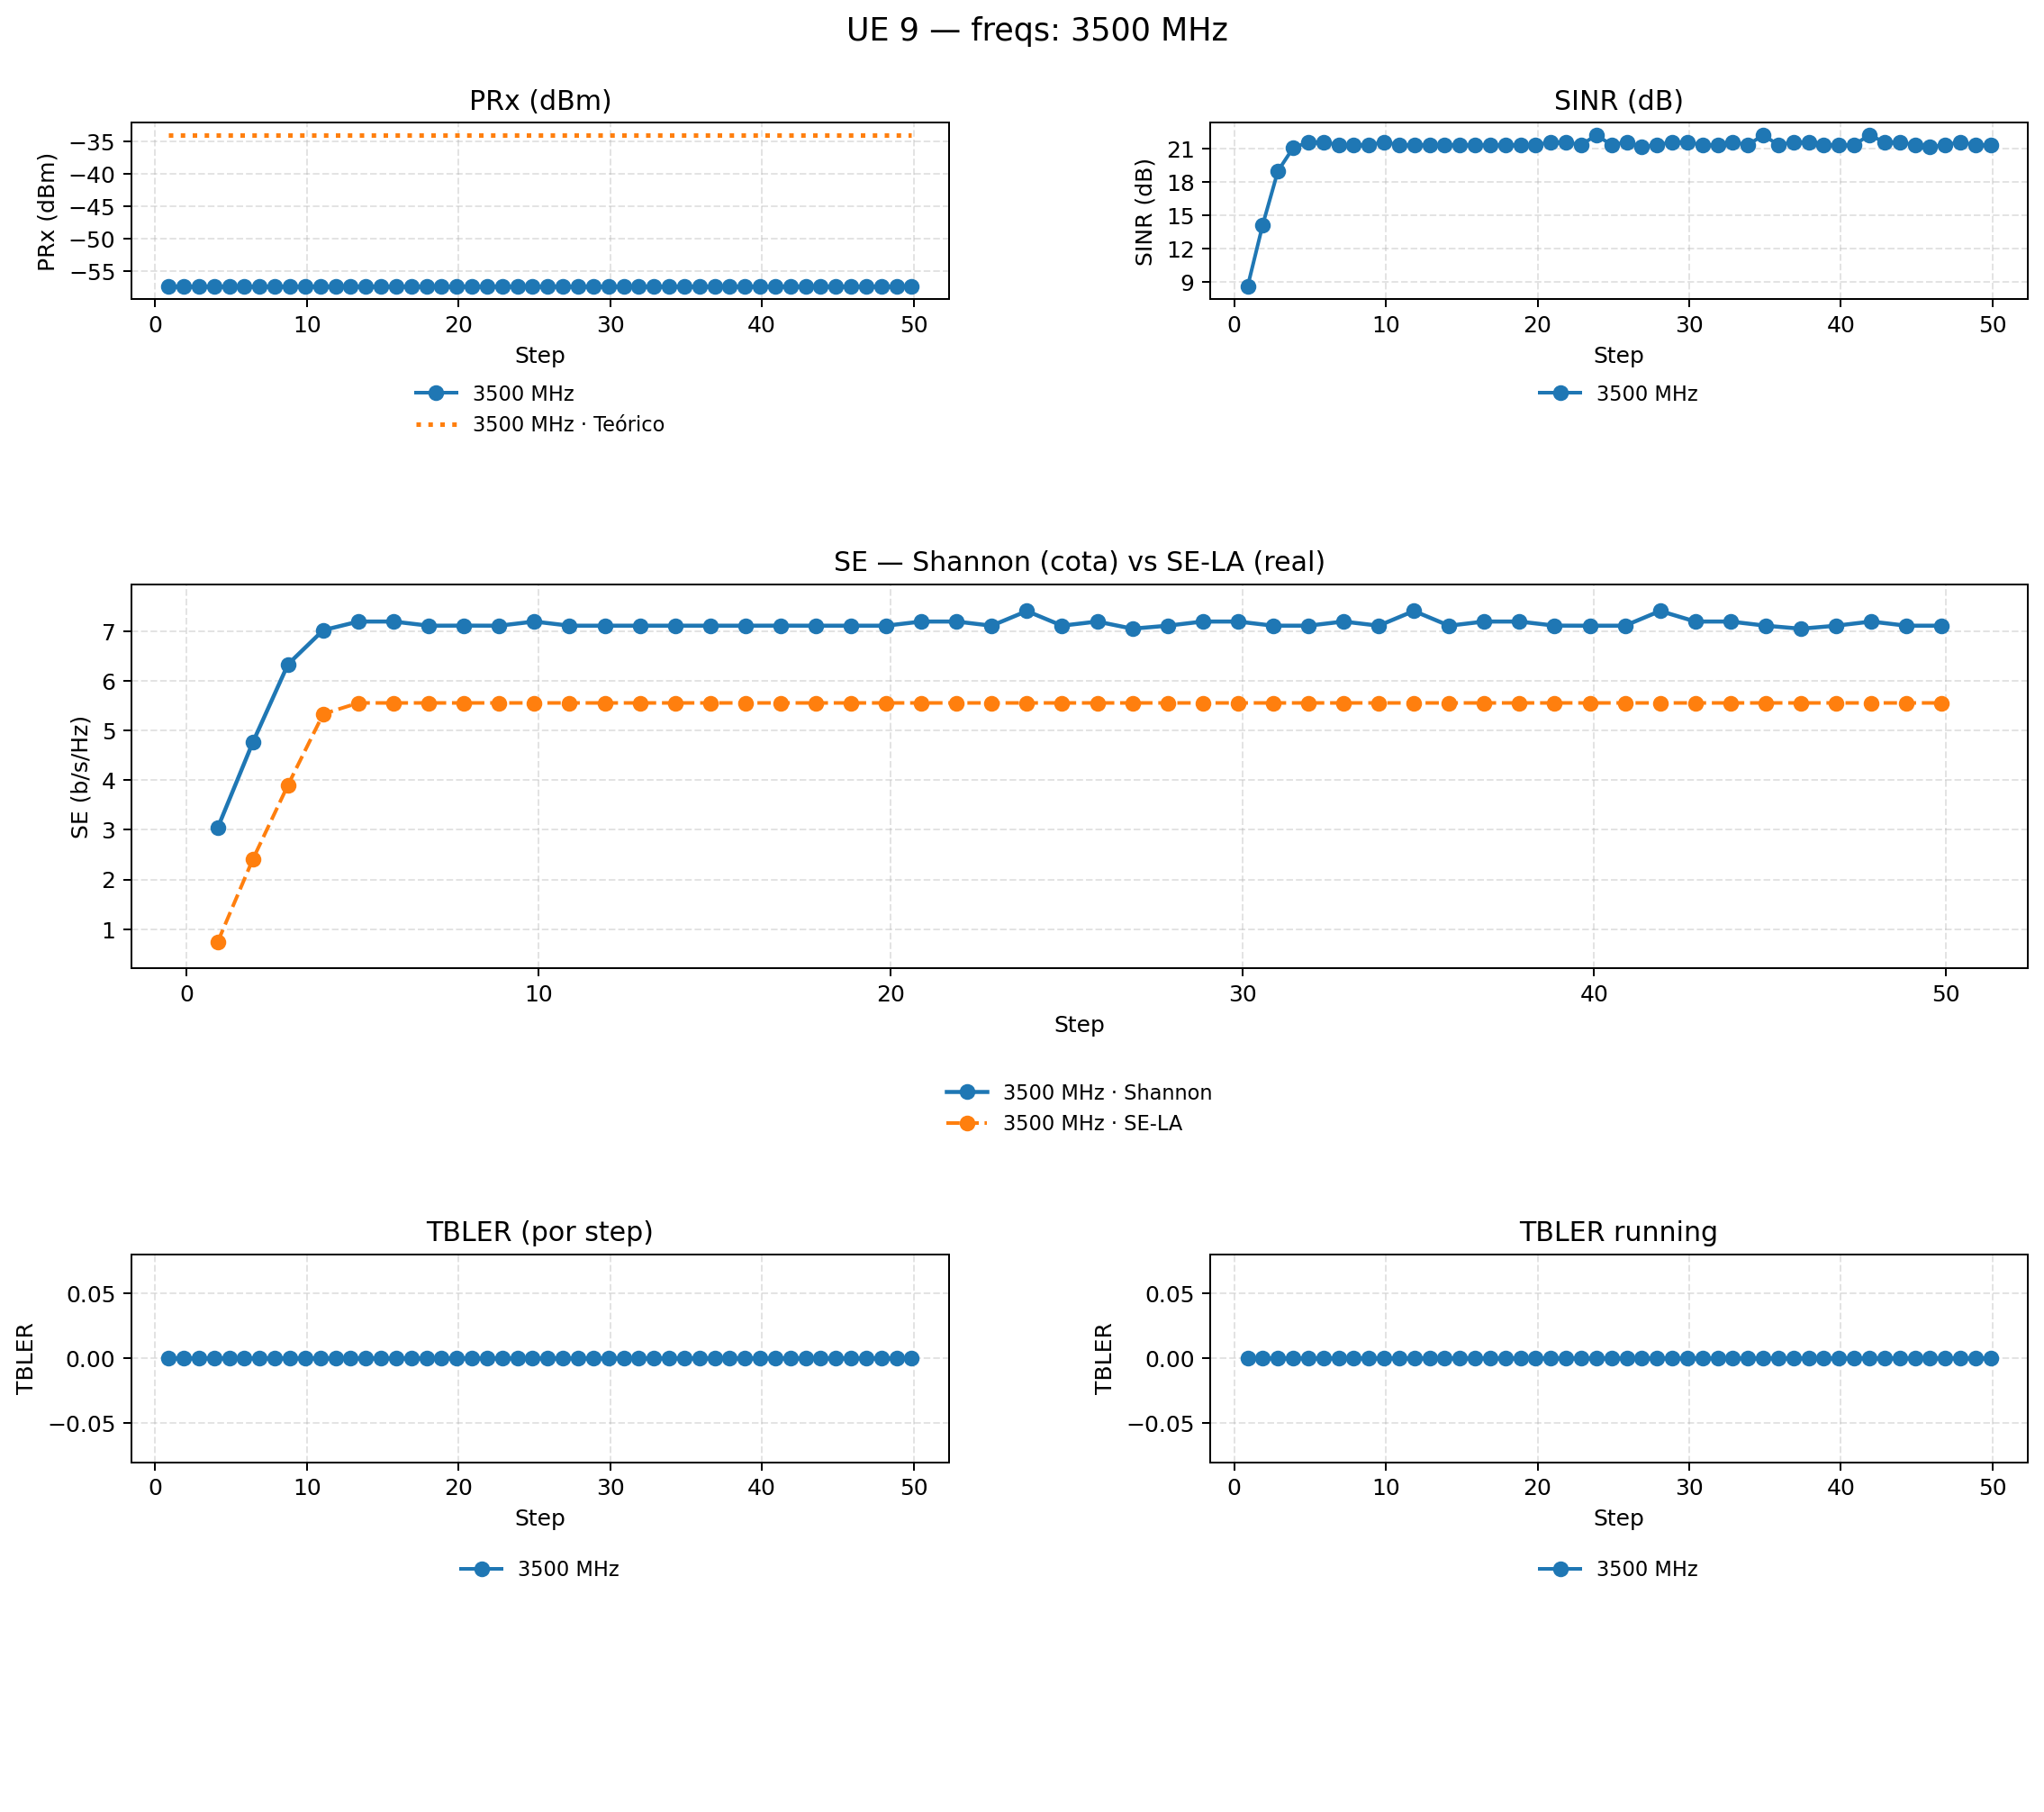 UE 9 — freqs: 3500 MHz
PRx (dBm)
PRx (dBm)
−35
−40
−45
−50
−55
0 10 20 30 40 50
Step
3500 MHz
3500 MHz · Teórico
SINR (dB)
SINR (dB)
21
18
15
12
9
0 10 20 30 40 50
Step
3500 MHz
SE — Shannon (cota) vs SE-LA (real)
SE (b/s/Hz)
7
6
5
4
3
2
1
0 10 20 30 40 50
Step
3500 MHz · Shannon
3500 MHz · SE-LA
TBLER (por step)
TBLER
0.05
0.00
−0.05
0 10 20 30 40 50
Step
3500 MHz
TBLER running
TBLER
0.05
0.00
−0.05
0 10 20 30 40 50
Step
3500 MHz